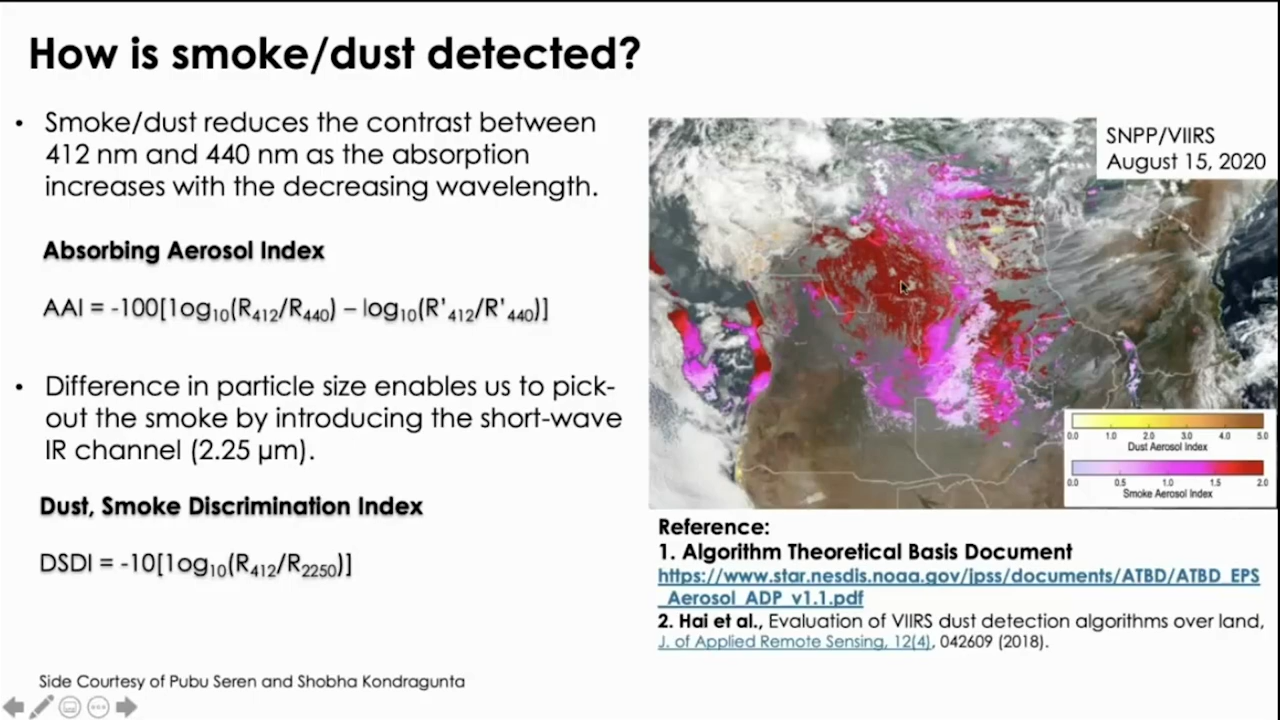 How is smoke/dust detected?
• Smoke/dust reduces the contrast between
412 nm and 440 nm as the absorption
increases with the decreasing wavelength.
Absorbing Aerosol Index
AAI = -100[log₁₀(R₄₁₂/R₄₄₀) – log₁₀(R'₄₁₂/R'₄₄₀)]
• Difference in particle size enables us to pick-
out the smoke by introducing the short-wave
IR channel (2.25 µm).
Dust, Smoke Discrimination Index
DSDI = -10[log₁₀(R₄₁₂/R₂₂₅₀)]
Side Courtesy of Pubu Seren and Shobha Kondragunta
SNPP/VIIRS
August 15, 2020
0.0 1.0 2.0 3.0 4.0 5.0
Dust Aerosol Index
0.0 0.5 1.0 1.5 2.0
Smoke Aerosol Index
Reference:
1. Algorithm Theoretical Basis Document
https://www.star.nesdis.noaa.gov/jpss/documents/ATBD/ATBD_EPS
_Aerosol_ADP_v1.1.pdf
2. Hai et al., Evaluation of VIIRS dust detection algorithms over land,
J. of Applied Remote Sensing, 12(4), 042609 (2018).